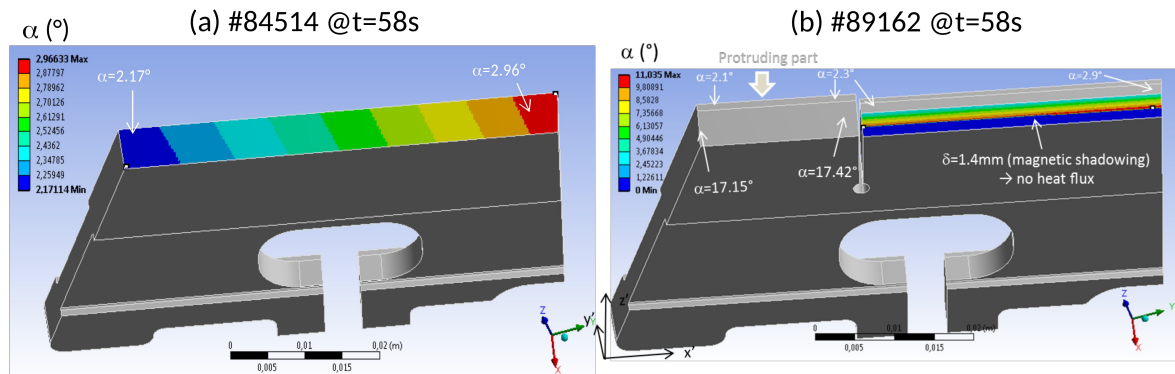 (a) #84514 @t=58s
α (°)
2,96633 Max
2,87797
2,78962
2,70126
2,61291
2,52456
2,4362
2,34785
2,25949
2,17114 Min
α=2.17°
α=2.96°
0
0,01
0,02 (m)
0,005
0,015
Z
Y
X
(b) #89162 @t=58s
α (°)
11,035 Max
9,80891
8,5828
7,35668
6,13057
4,90446
3,67834
2,45223
1,22611
0 Min
Protruding part
α=2.1°
α=2.3°
α=2.9°
α=17.15°
α=17.42°
δ=1.4mm (magnetic shadowing)
→ no heat flux
z'
y'
x'
0
0,01
0,02 (m)
0,005
0,015
Z
Y
X